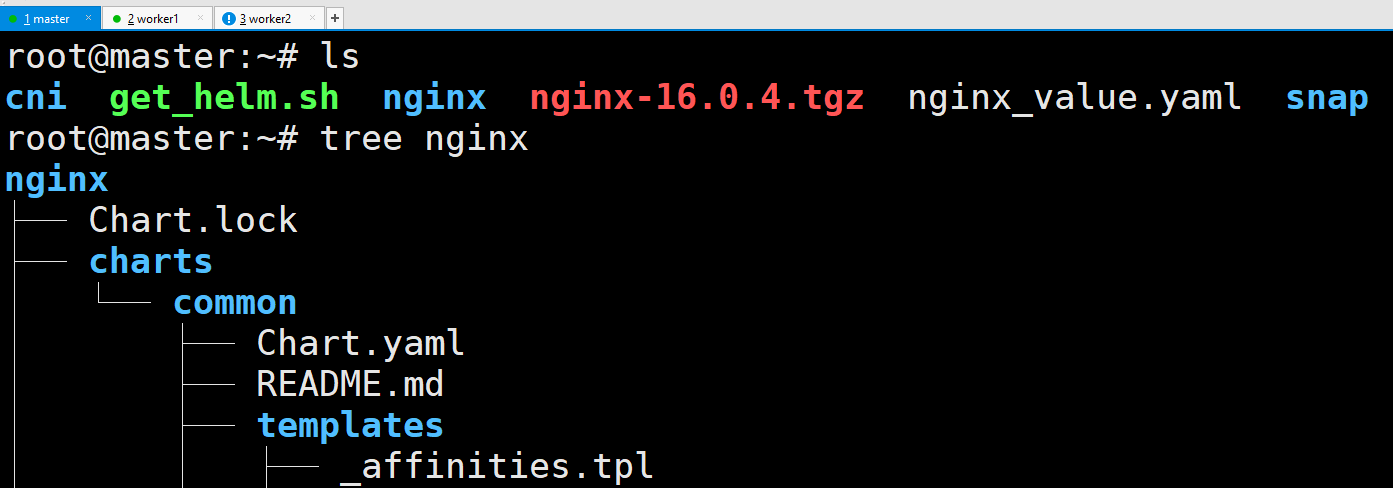 1 master × 2 worker1 × 3 worker2 × +
root@master:~# ls
cni get_helm.sh nginx nginx-16.0.4.tgz nginx_value.yaml snap
root@master:~# tree nginx
nginx
├── Chart.lock
├── charts
└── common
├── Chart.yaml
├── README.md
├── templates
├── _affinities.tpl